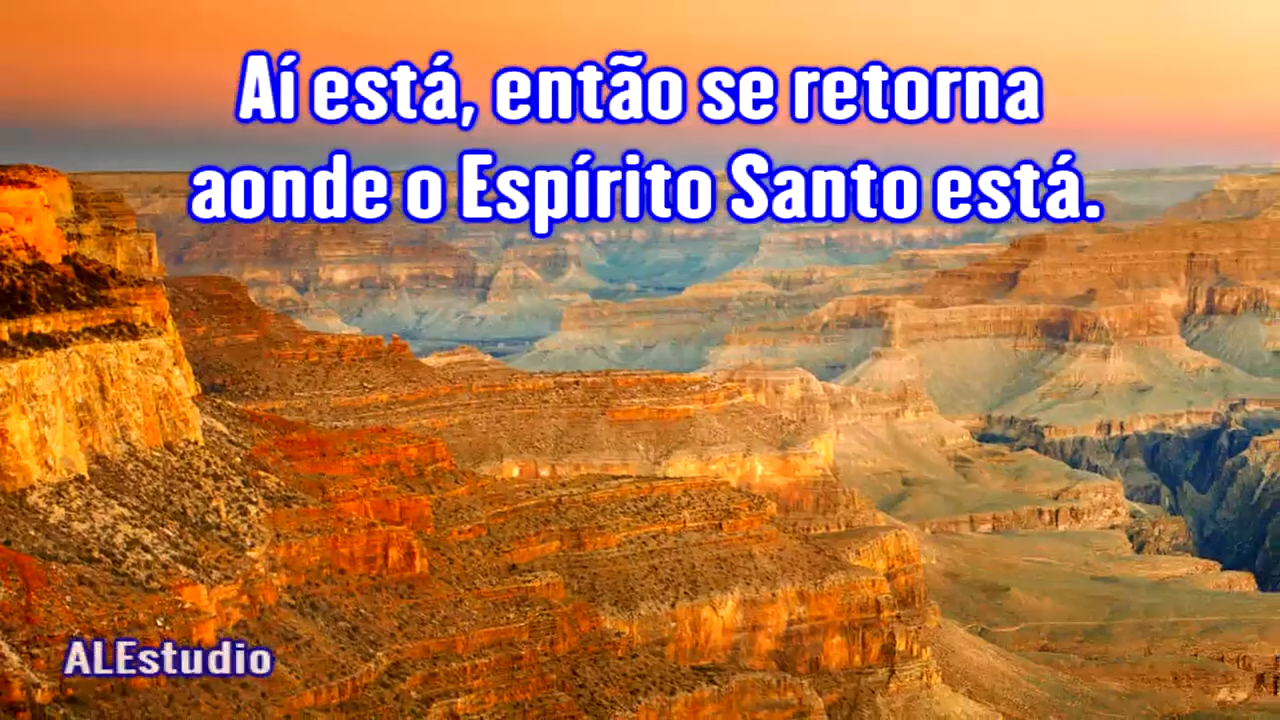 Aí está, então se retorna
aonde o Espírito Santo está.
ALEstudio